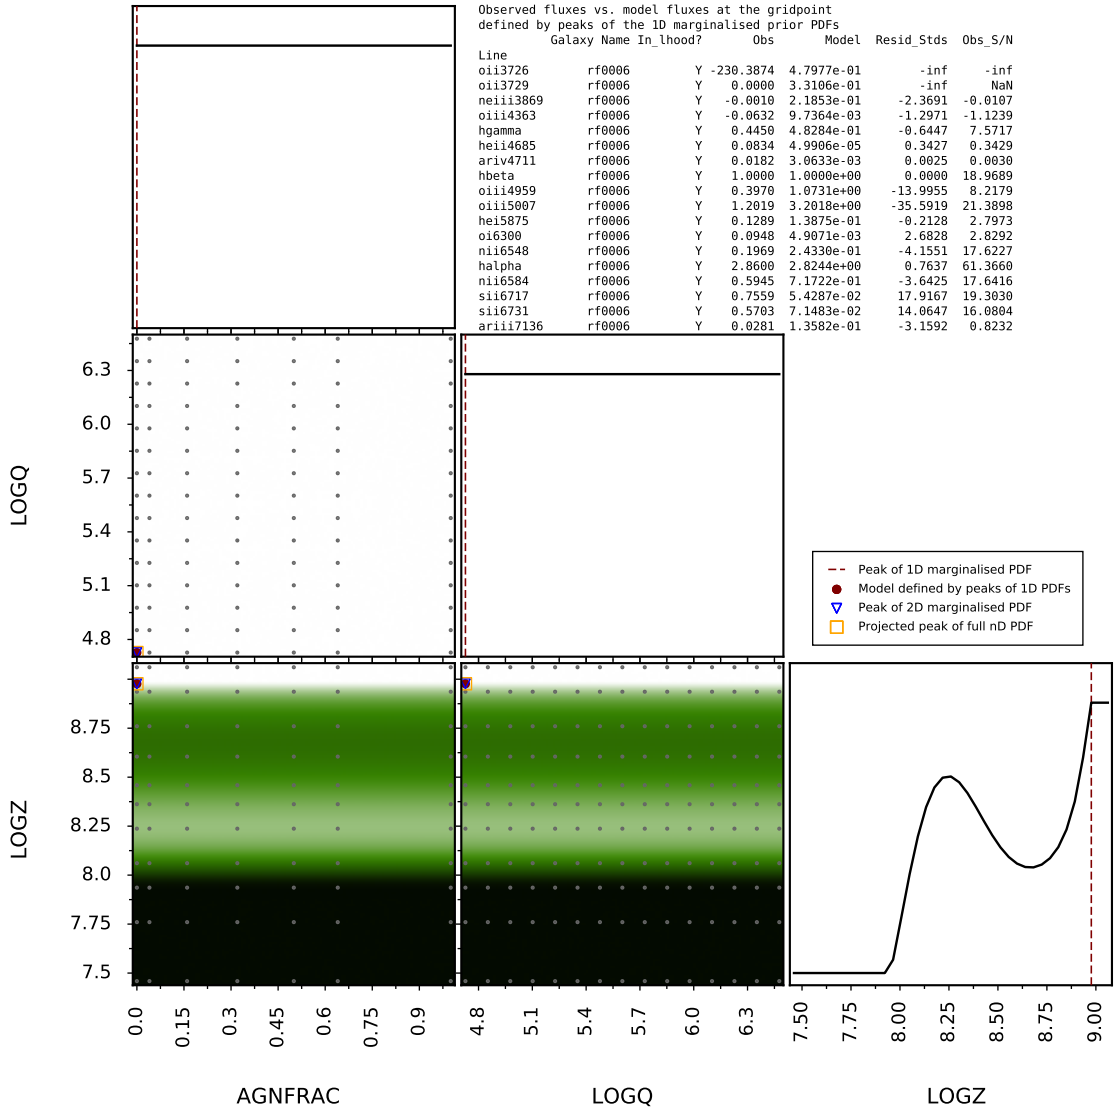 Observed fluxes vs. model fluxes at the gridpoint
defined by peaks of the 1D marginalised prior PDFs
Galaxy Name In_lhood? Obs Model Resid_Stds Obs_S/N
Line
oii3726 rf0006 Y -230.3874 4.7977e-01 -inf -inf
oii3729 rf0006 Y 0.0000 3.3106e-01 -inf NaN
neiii3869 rf0006 Y -0.0010 2.1853e-01 -2.3691 -0.0107
oiii4363 rf0006 Y -0.0632 9.7364e-03 -1.2971 -1.1239
hgamma rf0006 Y 0.4450 4.8284e-01 -0.6447 7.5717
heii4685 rf0006 Y 0.0834 4.9906e-05 0.3427 0.3429
ariv4711 rf0006 Y 0.0182 3.0633e-03 0.0025 0.0030
hbeta rf0006 Y 1.0000 1.0000e+00 0.0000 18.9689
oiii4959 rf0006 Y 0.3970 1.0731e+00 -13.9955 8.2179
oiii5007 rf0006 Y 1.2019 3.2018e+00 -35.5919 21.3898
hei5875 rf0006 Y 0.1289 1.3875e-01 -0.2128 2.7973
oi6300 rf0006 Y 0.0948 4.9071e-03 2.6828 2.8292
nii6548 rf0006 Y 0.1969 2.4330e-01 -4.1551 17.6227
halpha rf0006 Y 2.8600 2.8244e+00 0.7637 61.3660
nii6584 rf0006 Y 0.5945 7.1722e-01 -3.6425 17.6416
sii6717 rf0006 Y 0.7559 5.4287e-02 17.9167 19.3030
sii6731 rf0006 Y 0.5703 7.1483e-02 14.0647 16.0804
ariii7136 rf0006 Y 0.0281 1.3582e-01 -3.1592 0.8232
6.3
6.0
5.7
5.4
5.1
4.8
LOGQ
Peak of 1D marginalised PDF
Model defined by peaks of 1D PDFs
Peak of 2D marginalised PDF
Projected peak of full nD PDF
8.75
8.5
8.25
8.0
7.75
7.5
LOGZ
0.0 0.15 0.3 0.45 0.6 0.75 0.9
4.8 5.1 5.4 5.7 6.0 6.3
7.50 7.75 8.00 8.25 8.50 8.75 9.00
AGNFRAC LOGQ LOGZ